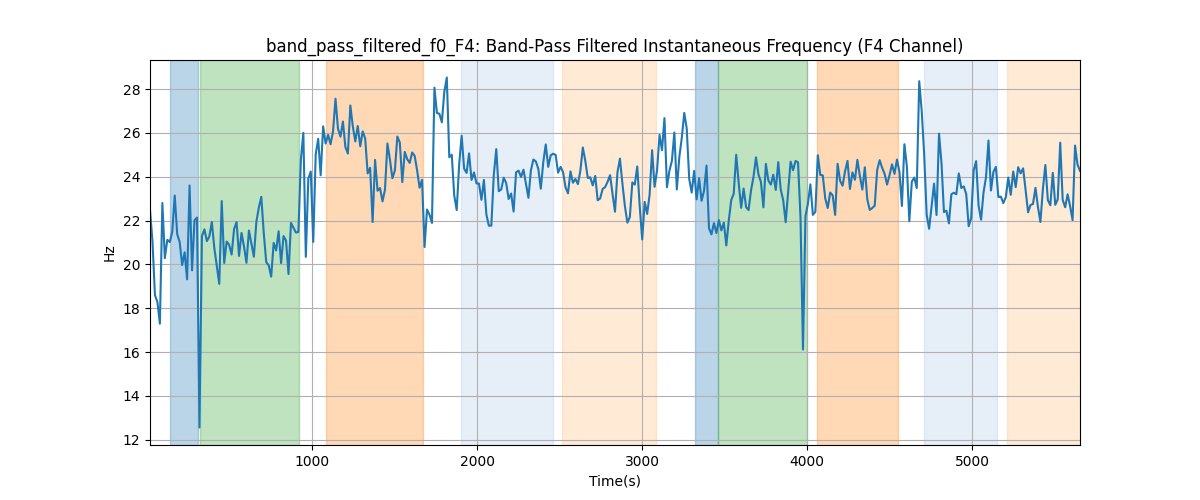 band_pass_filtered_f0_F4: Band-Pass Filtered Instantaneous Frequency (F4 Channel)
Hz
28
26
24
22
20
18
16
14
12
1000 2000 3000 4000 5000
Time(s)